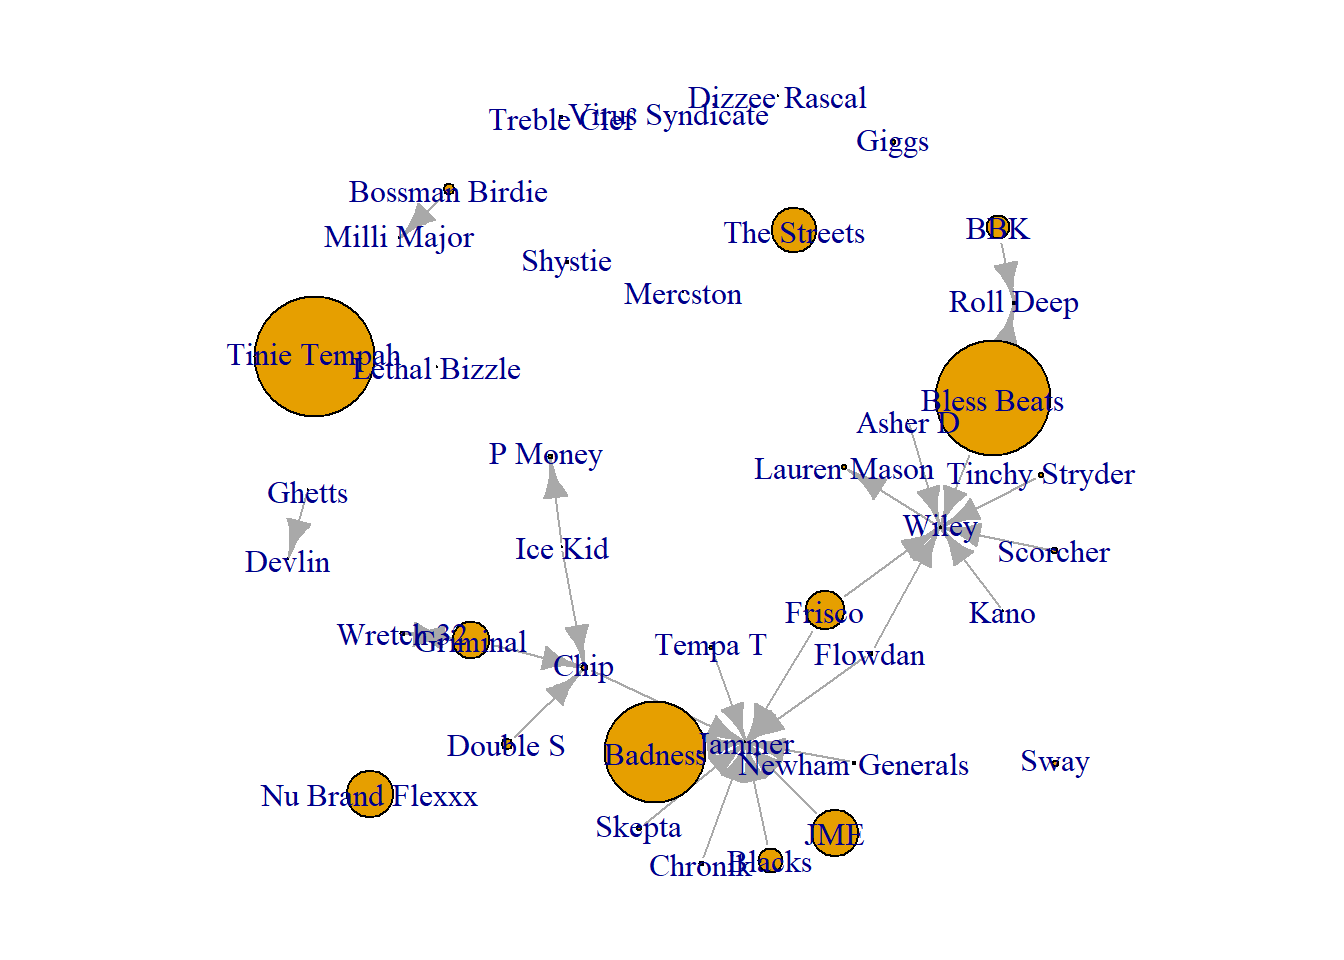 Dizzee Rascal
Treble Clef
Virus Syndicate
Giggs
Bossman Birdie
Milli Major
The Streets
BBK
Shystie
Mercston
Roll Deep
Tinie Tempah
Lethal Bizzle
Bless Beats
Asher D
P Money
Lauren Mason
Tinchy Stryder
Ghetts
Wiley
Ice Kid
Scorcher
Devlin
Frisco
Kano
Wretch 32
Griminal
Tempa T
Flowdan
Chip
Double S
Jammer
Badness
Newham Generals
Sway
Nu Brand Flexxx
Skepta
JME
Chronik
Blacks